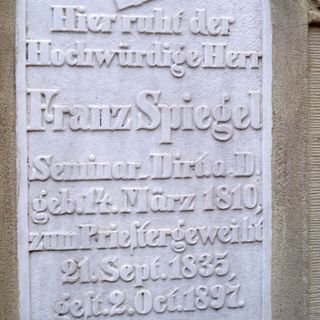 Hier ruht der
Hochwürdige Herr
Franz Spiegel
Seminar-Dir. a. D.
geb. 14. März 1810,
zum Priester geweiht
21. Sept. 1835,
gest. 2. Oct. 1897.